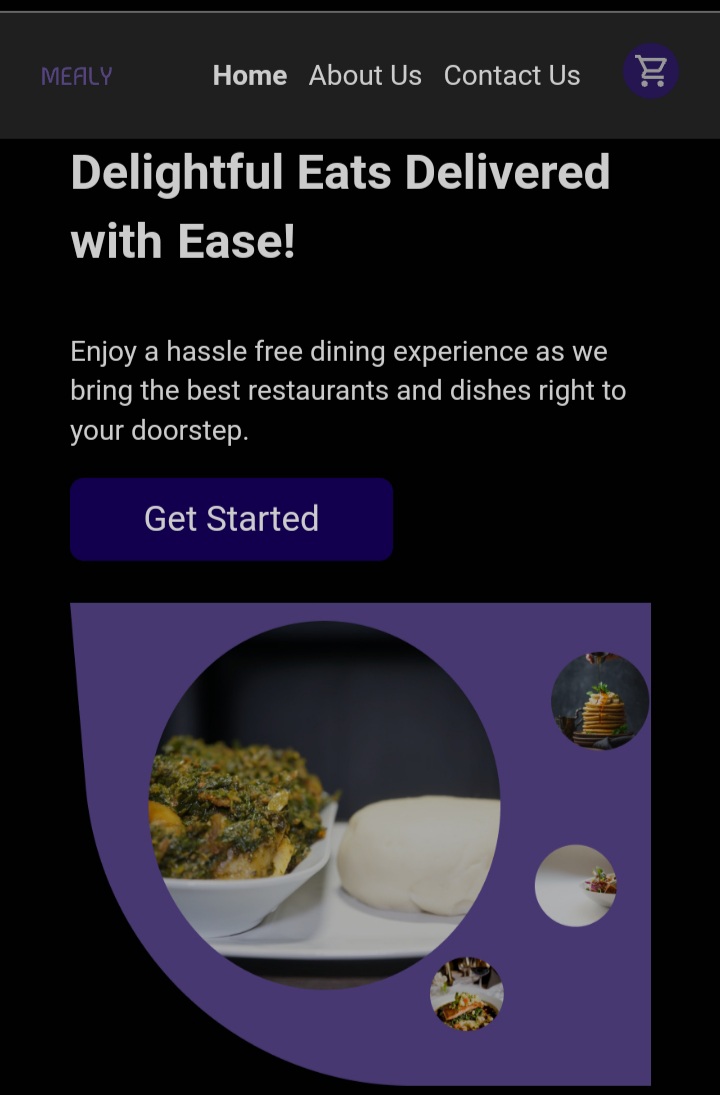 MEALY
Home About Us Contact Us
Delightful Eats Delivered
with Ease!
Enjoy a hassle free dining experience as we
bring the best restaurants and dishes right to
your doorstep.
Get Started